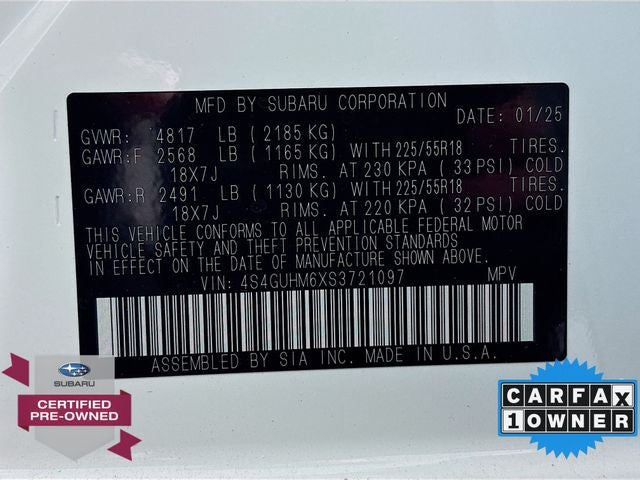 MFD BY SUBARU CORPORATION
DATE: 01/25
GVWR: 4817 LB (2185 KG)
GAWR:F 2568 LB (1165 KG) WITH 225/55R18 TIRES.
18X7J RIMS. AT 230 KPA (33 PSI) COLD
GAWR:R 2491 LB (1130 KG) WITH 225/55R18 TIRES.
18X7J RIMS. AT 220 KPA (32 PSI) COLD
THIS VEHICLE CONFORMS TO ALL APPLICABLE FEDERAL MOTOR
VEHICLE SAFETY AND THEFT PREVENTION STANDARDS
IN EFFECT ON THE DATE OF MANUFACTURE SHOWN ABOVE.
VIN: 4S4GUHM6XS3721097 MPV
ASSEMBLED BY SIA INC. MADE IN U.S.A.
SUBARU
CERTIFIED
PRE-OWNED
CARFAX
1 OWNER